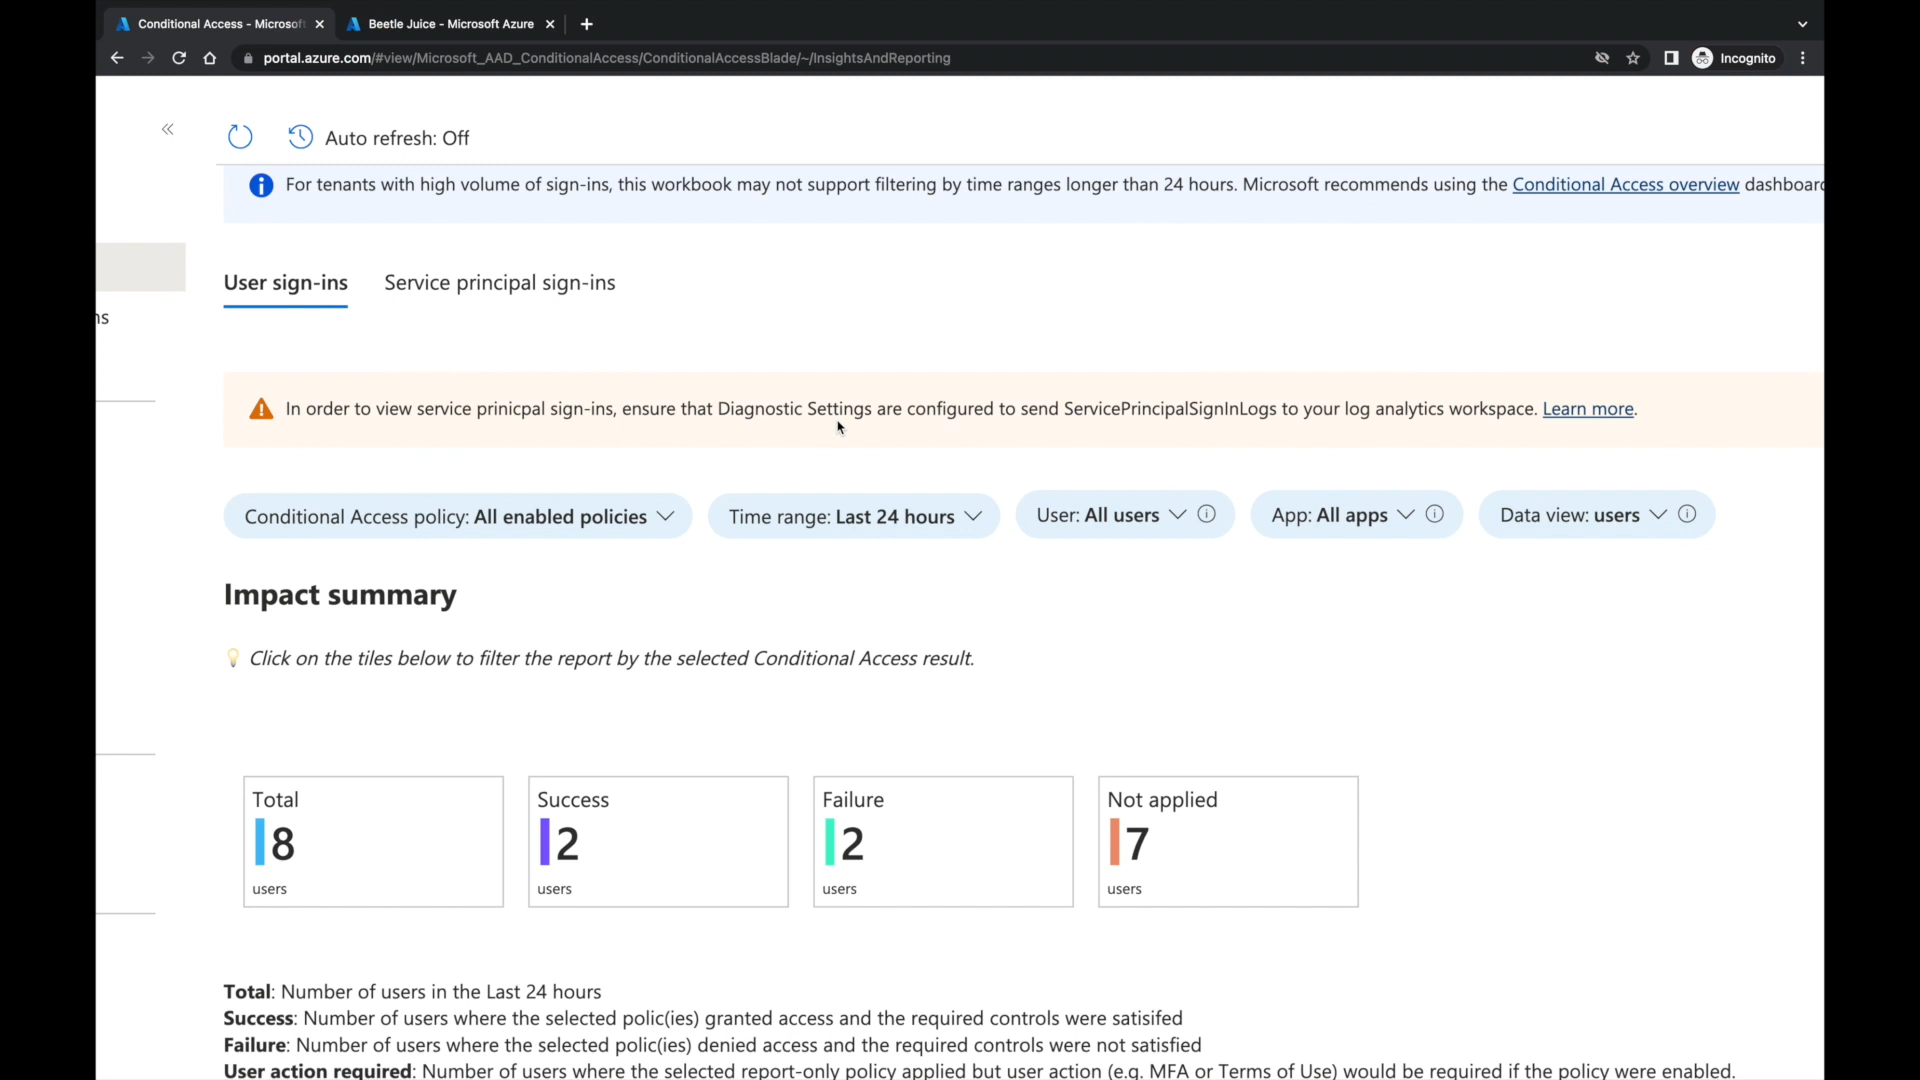 Conditional Access - Microsof
Beetle Juice - Microsoft Azure
portal.azure.com/#view/Microsoft_AAD_ConditionalAccess/ConditionalAccessBlade/~/InsightsAndReporting
Incognito
Auto refresh: Off
For tenants with high volume of sign-ins, this workbook may not support filtering by time ranges longer than 24 hours. Microsoft recommends using the Conditional Access overview dashboard
User sign-ins
Service principal sign-ins
ns
In order to view service prinicpal sign-ins, ensure that Diagnostic Settings are configured to send ServicePrincipalSignInLogs to your log analytics workspace. Learn more.
Conditional Access policy: All enabled policies
Time range: Last 24 hours
User: All users
App: All apps
Data view: users
Impact summary
Click on the tiles below to filter the report by the selected Conditional Access result.
Total
8
users
Success
2
users
Failure
2
users
Not applied
7
users
Total: Number of users in the Last 24 hours
Success: Number of users where the selected polic(ies) granted access and the required controls were satisifed
Failure: Number of users where the selected polic(ies) denied access and the required controls were not satisfied
User action required: Number of users where the selected report-only policy applied but user action (e.g. MFA or Terms of Use) would be required if the policy were enabled.